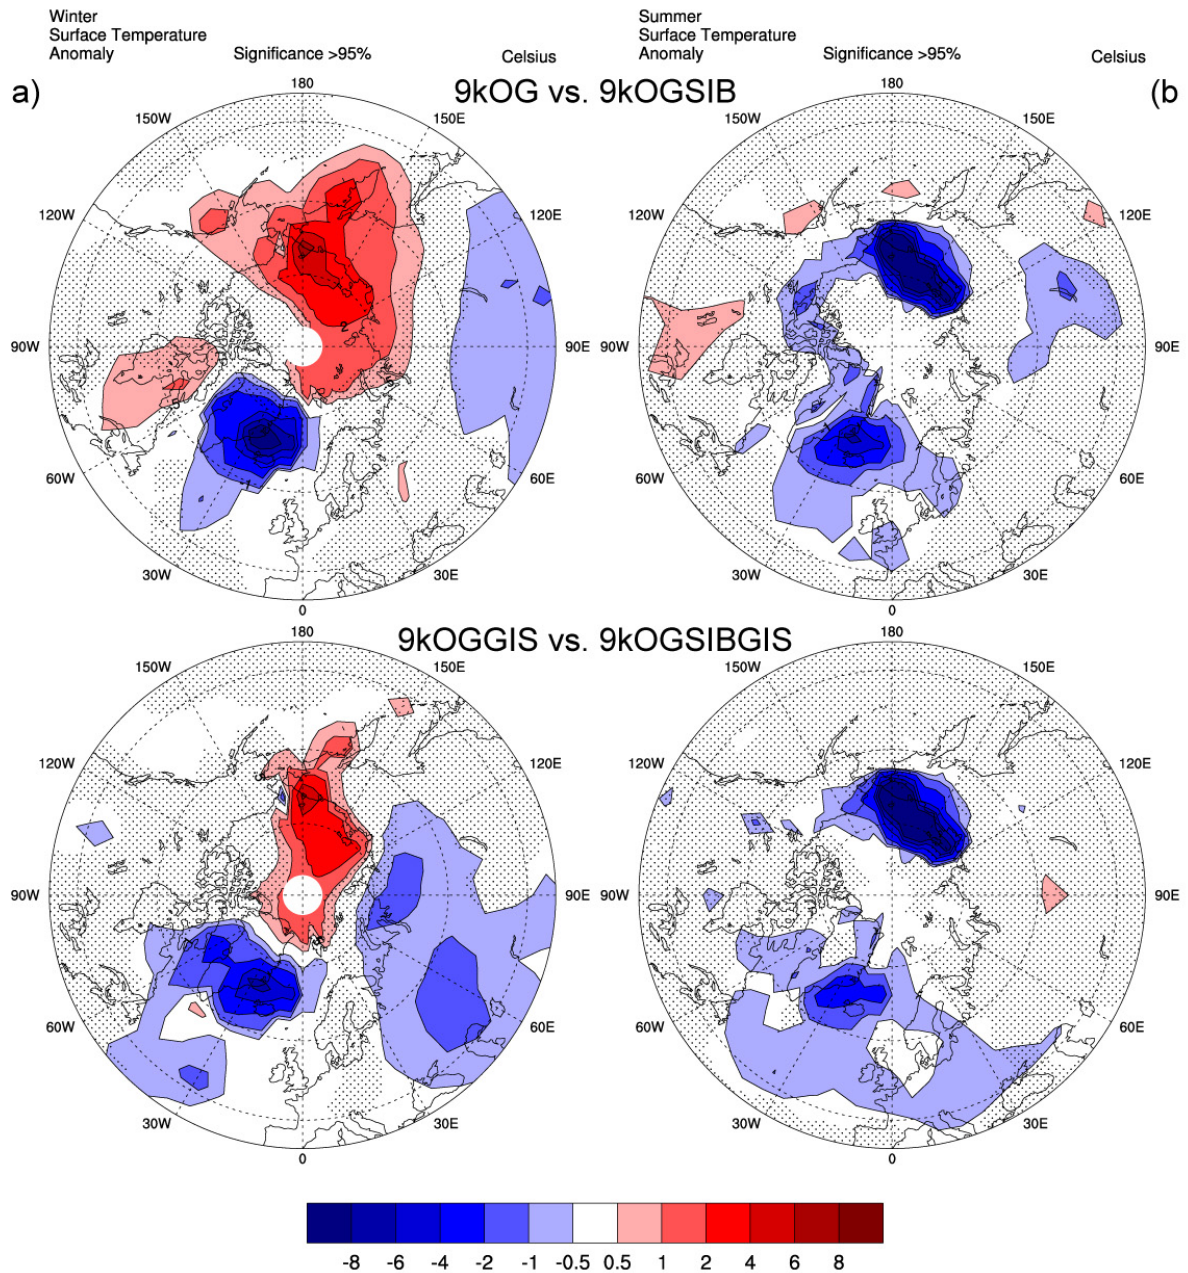 Winter
Surface Temperature
Anomaly Significance >95% Celsius
Summer
Surface Temperature
Anomaly Significance >95% Celsius
a) 9kOG vs. 9kOGSIB (b
180
150W 150E
120W 120E
90W 90E
60W 60E
30W 30E
0
2
180
150W 150E
120W 120E
90W 90E
60W 60E
30W 30E
0
9kOGGIS vs. 9kOGSIBGIS
180
150W 150E
120W 120E
90W 90E
60W 60E
30W 30E
0
180
150W 150E
120W 120E
90W 90E
60W 60E
30W 30E
0
-8 -6 -4 -2 -1 -0.5 0.5 1 2 4 6 8